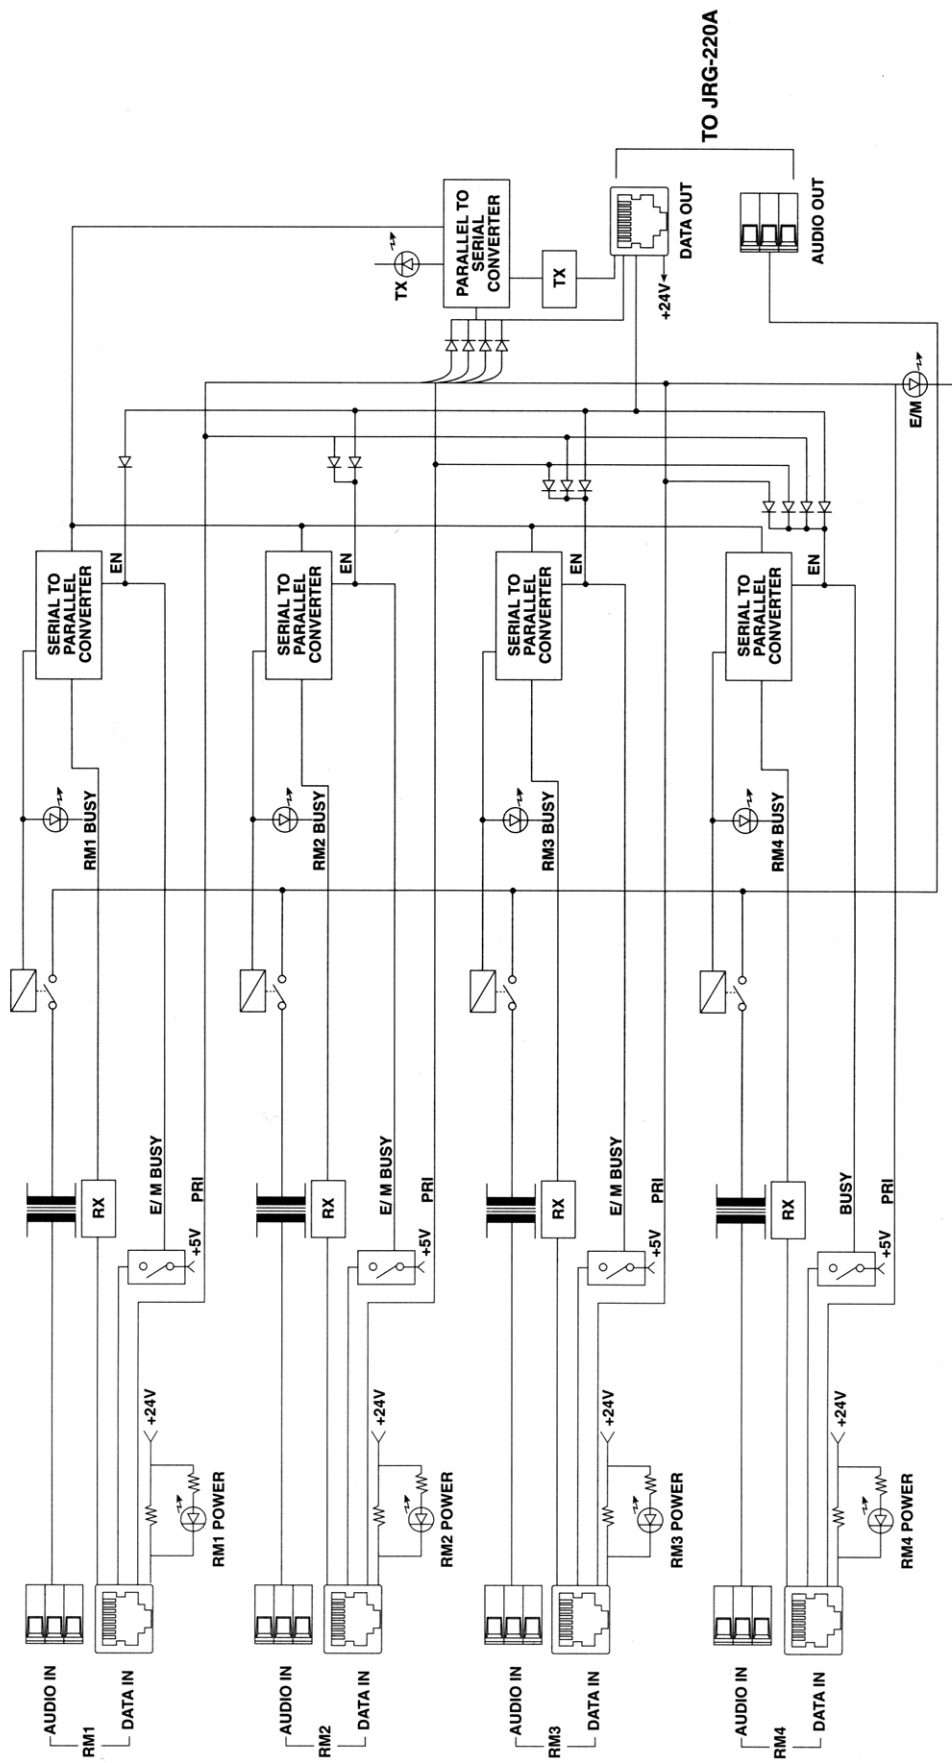 AUDIO IN
RM1
DATA IN
RM1 POWER
+24V
RX
E/ M BUSY
+5V
PRI
RM1 BUSY
SERIAL TO
PARALLEL
CONVERTER
EN
AUDIO IN
RM2
DATA IN
RM2 POWER
+24V
RX
E/ M BUSY
+5V
PRI
RM2 BUSY
SERIAL TO
PARALLEL
CONVERTER
EN
AUDIO IN
RM3
DATA IN
RM3 POWER
+24V
RX
E/ M BUSY
+5V
PRI
RM3 BUSY
SERIAL TO
PARALLEL
CONVERTER
EN
AUDIO IN
RM4
DATA IN
RM4 POWER
+24V
RX
BUSY
+5V
PRI
RM4 BUSY
SERIAL TO
PARALLEL
CONVERTER
EN
TX
PARALLEL TO
SERIAL
CONVERTER
TX
+24V
DATA OUT
E/M
AUDIO OUT
TO JRG-220A